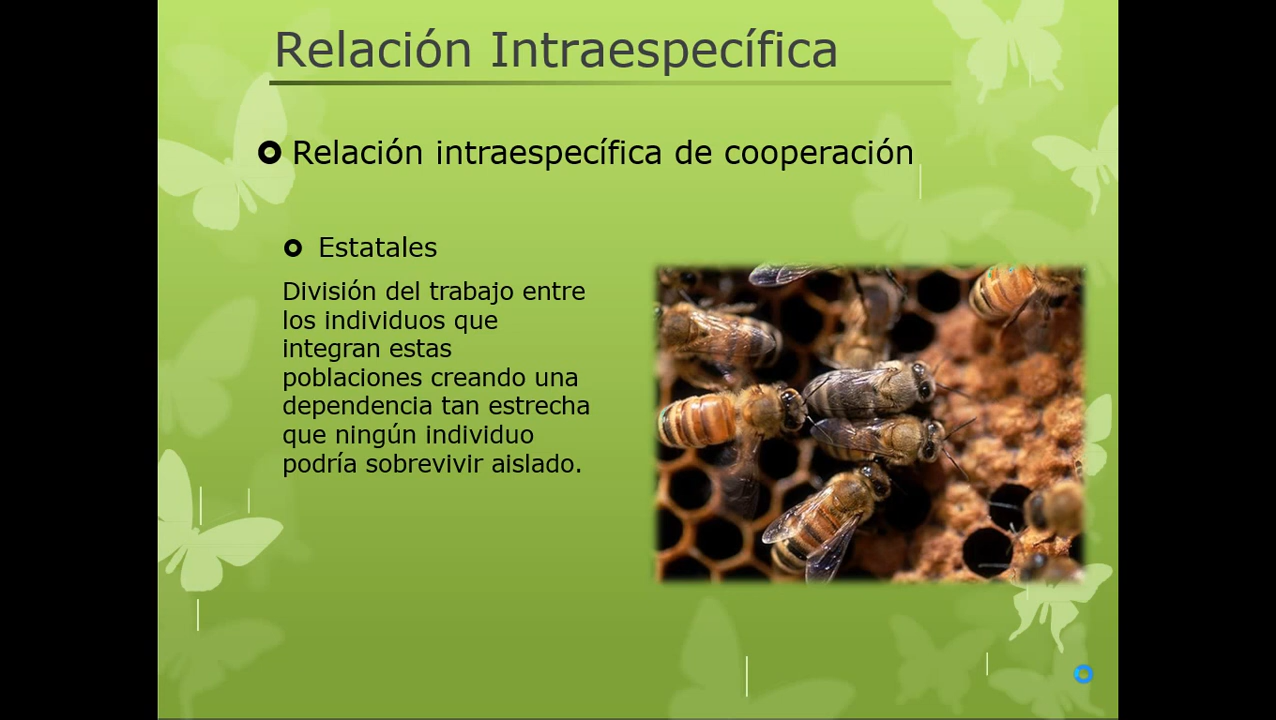 Relación Intraespecífica
Relación intraespecífica de cooperación
Estatales
División del trabajo entre
los individuos que
integran estas
poblaciones creando una
dependencia tan estrecha
que ningún individuo
podría sobrevivir aislado.